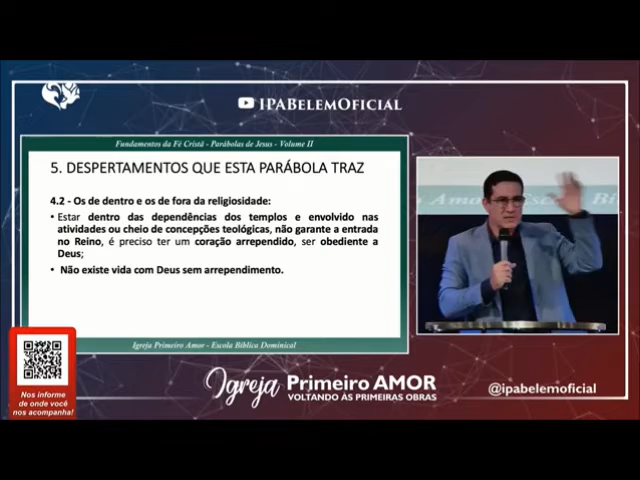 IPABelemOficial
Fundamentos da Fé Cristã - Parábolas de Jesus - Volume II
5. DESPERTAMENTOS QUE ESTA PARÁBOLA TRAZ
4.2 - Os de dentro e os de fora da religiosidade:
• Estar dentro das dependências dos templos e envolvido nas
atividades ou cheio de concepções teológicas, não garante a entrada
no Reino, é preciso ter um coração arrependido, ser obediente a
Deus;
• Não existe vida com Deus sem arrependimento.
Igreja Primeiro Amor - Escola Bíblica Dominical
Nos informe
de onde você
nos acompanha!
Igreja Primeiro AMOR
VOLTANDO ÀS PRIMEIRAS OBRAS
@ipabelemoficial